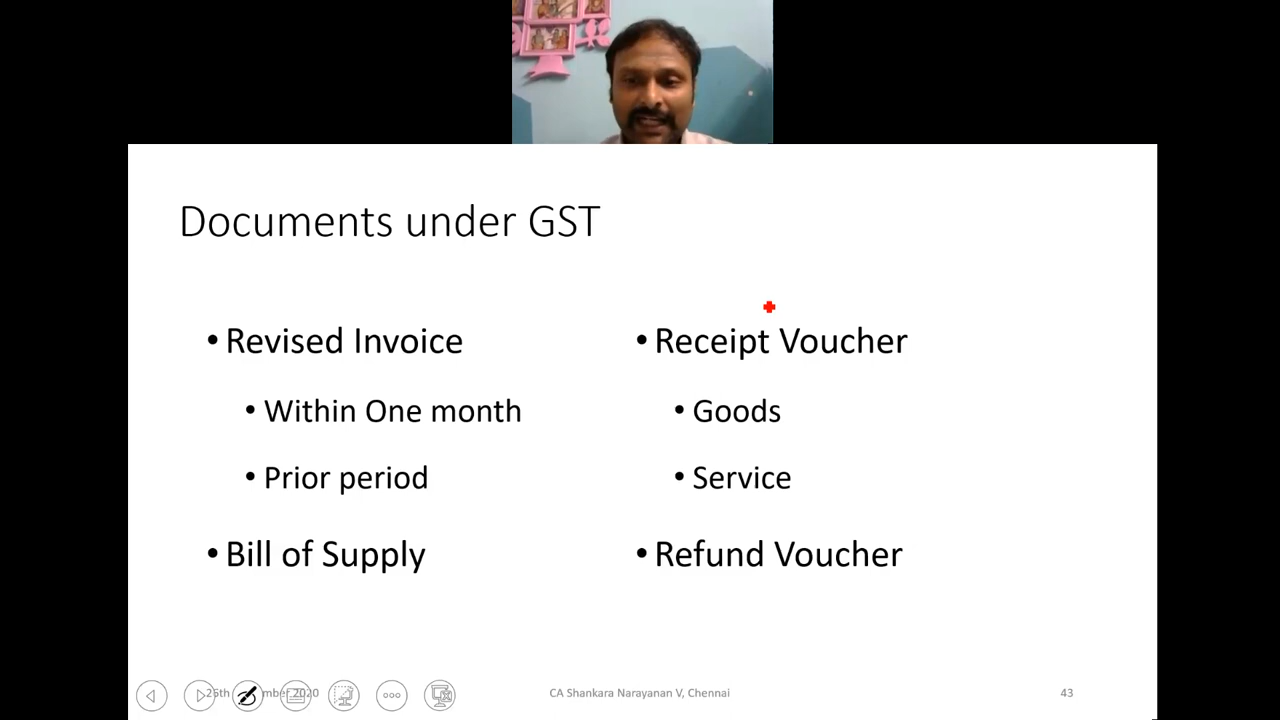 Documents under GST
• Revised Invoice
• Within One month
• Prior period
• Bill of Supply
• Receipt Voucher
• Goods
• Service
• Refund Voucher
2020
CA Shankara Narayanan V, Chennai
43